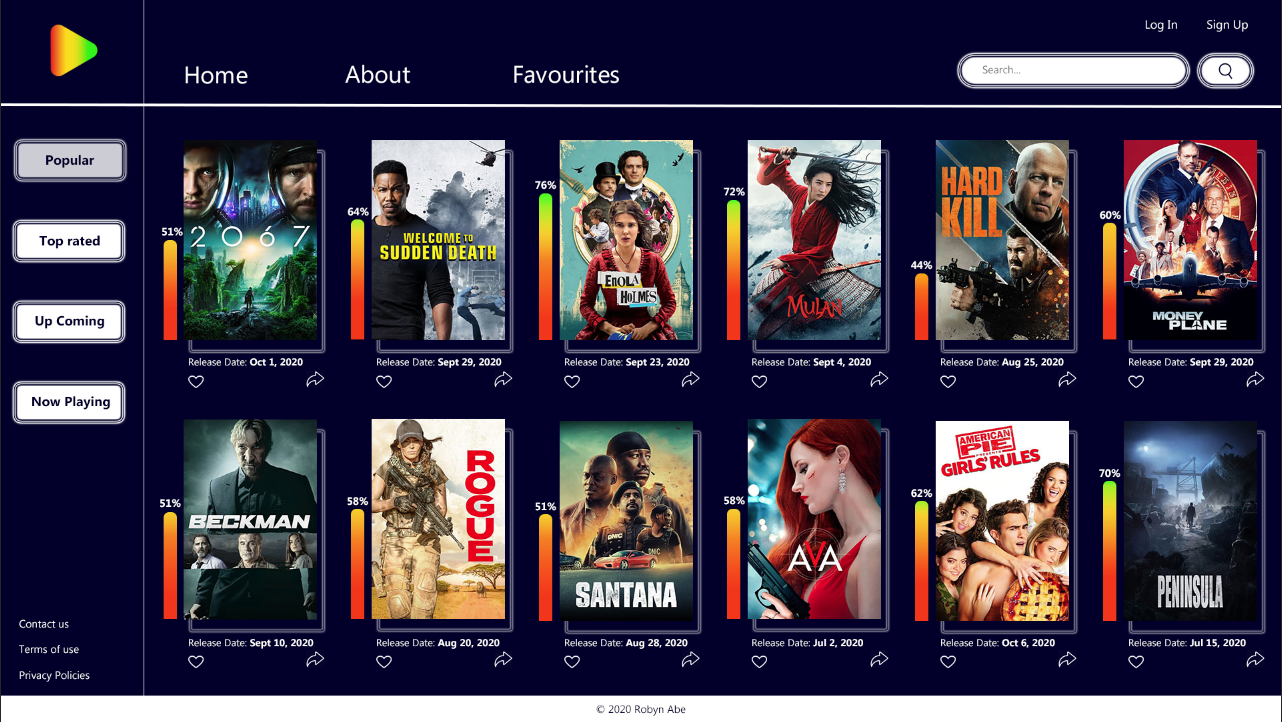 Log In
Sign Up
Home
About
Favourites
Search...
Popular
Top rated
Up Coming
Now Playing
51%
2067
Release Date: Oct 1, 2020
64%
WELCOME TO
SUDDEN DEATH
Release Date: Sept 29, 2020
76%
ENOLA
HOLMES
Release Date: Sept 23, 2020
72%
MULAN
Release Date: Sept 4, 2020
44%
HARD
KILL
Release Date: Aug 25, 2020
60%
MONEY
PLANE
Release Date: Sept 29, 2020
51%
BECKMAN
Release Date: Sept 10, 2020
58%
ROGUE
Release Date: Aug 20, 2020
51%
DNIC
DNIC
SANTANA
Release Date: Aug 28, 2020
58%
AVA
Release Date: Jul 2, 2020
62%
AMERICAN
PIE
PRESENTS
GIRLS' RULES
Release Date: Oct 6, 2020
70%
PENINSULA
Release Date: Jul 15, 2020
Contact us
Terms of use
Privacy Policies
© 2020 Robyn Abe